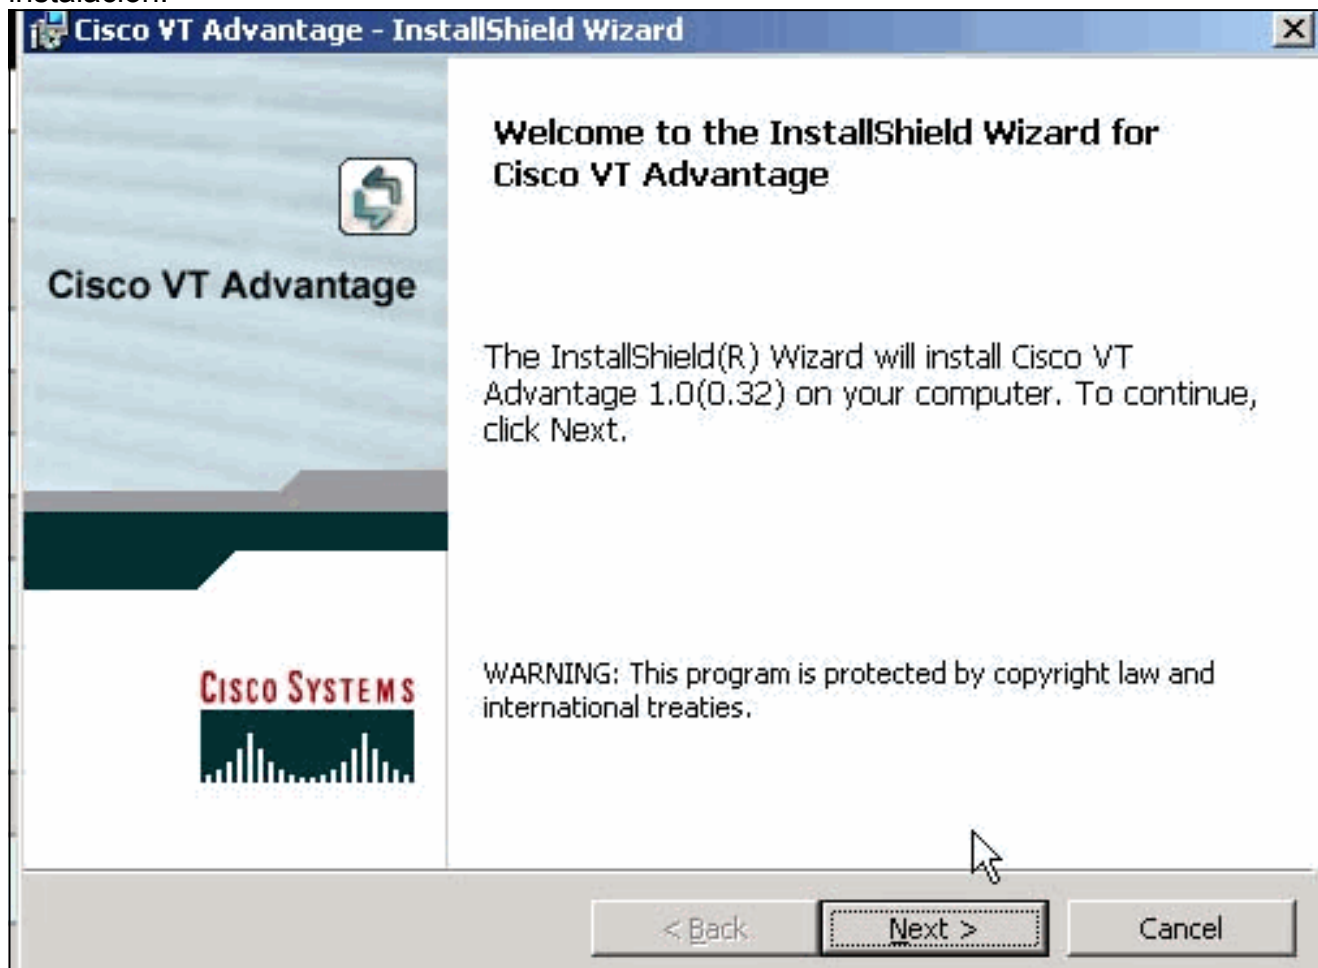 instalación.
Cisco VT Advantage - InstallShield Wizard
Welcome to the InstallShield Wizard for
Cisco VT Advantage
Cisco VT Advantage
The InstallShield(R) Wizard will install Cisco VT
Advantage 1.0(0.32) on your computer. To continue,
click Next.
CISCO SYSTEMS
WARNING: This program is protected by copyright law and
international treaties.
< Back
Next >
Cancel